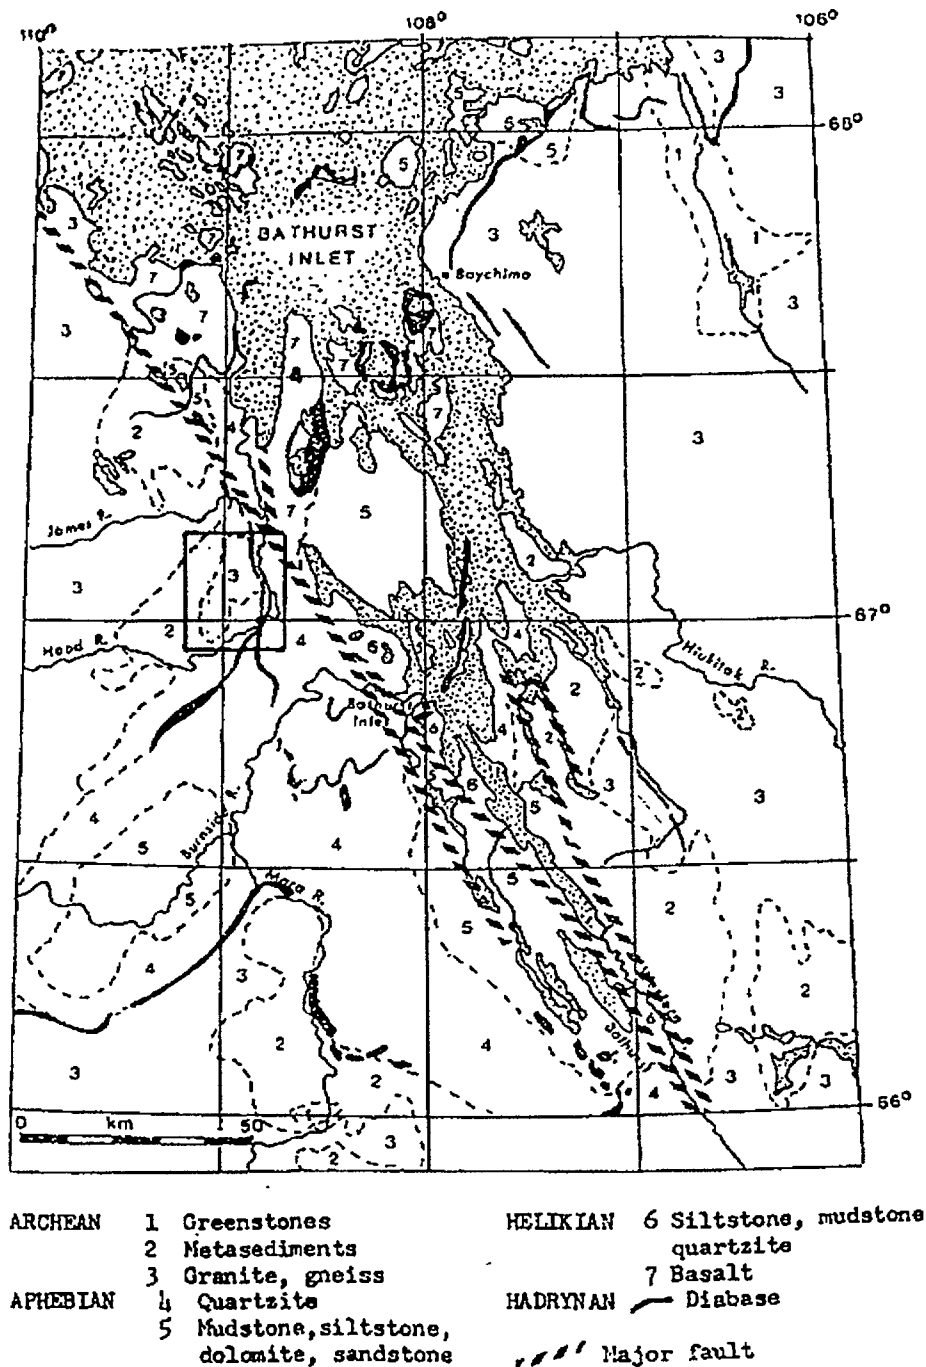 110° 108° 106°
68°
BATHURST
INLET
Baychimo
James R.
67°
Hood R.
Hiukitak R.
Bathurst
Inlet
Burnside R.
Mara R.
66°
0 km 50
ARCHEAN 1 Greenstones
2 Metasediments
3 Granite, gneiss
APHEBIAN 4 Quartzite
5 Mudstone, siltstone,
dolomite, sandstone
HELIKIAN 6 Siltstone, mudstone
quartzite
7 Basalt
HADRYNAN Diabase
Major fault